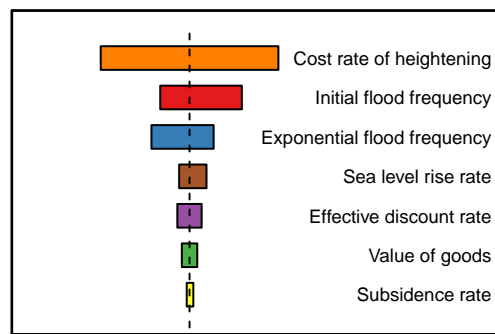 Cost rate of heightening
Initial flood frequency
Exponential flood frequency
Sea level rise rate
Effective discount rate
Value of goods
Subsidence rate